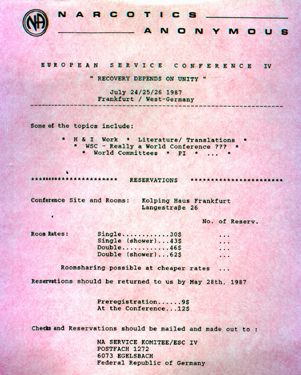 NA
NARCOTICS
ANONYMOUS
EUROPEAN SERVICE CONFERENCE IV
" RECOVERY DEPENDS ON UNITY "
July 24/25/26 1987
Frankfurt / West-Germany
Some of the topics include:
* H & I Work * Literature/ Translations *
* WSC - Really a World Conference ??? *
* World Committees * PI * ... *
******************** RESERVATIONS ********************
Conference Site and Rooms: Kolping Haus Frankfurt
Langestraße 26
No. of Reserv.
Room Rates: Single............30$ ...
Single (shower)...43$ ...
Double............46$ ...
Double (shower)...62$ ...
Roomsharing possible at cheaper rates ...
Reservations should be returned to us by May 28th, 1987
Preregistration......9$
At the Conference...12$
Checks and Reservations should be mailed and made out to :
NA SERVICE KOMITEE/ESC IV
POSTFACH 1272
6073 EGELSBACH
Federal Republic of Germany